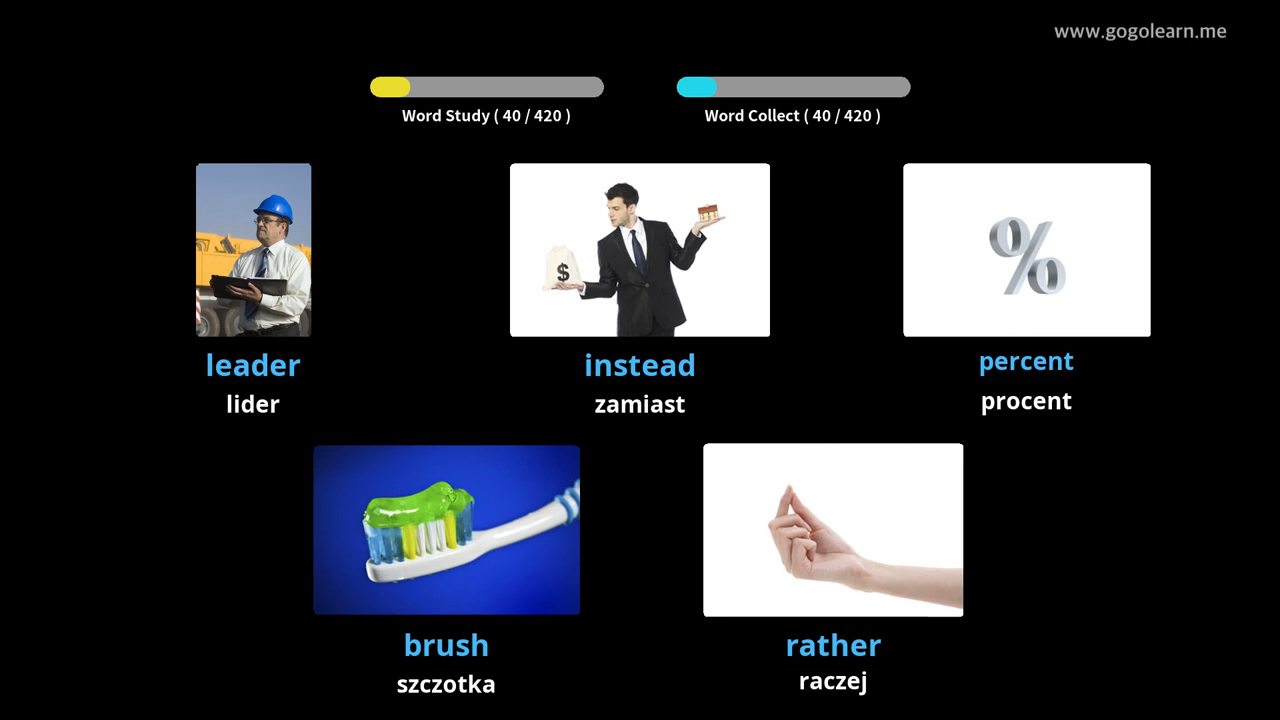 www.gogolearn.me
Word Study ( 40 / 420 )
Word Collect ( 40 / 420 )
$
%
leader
lider
instead
zamiast
percent
procent
brush
szczotka
rather
raczej